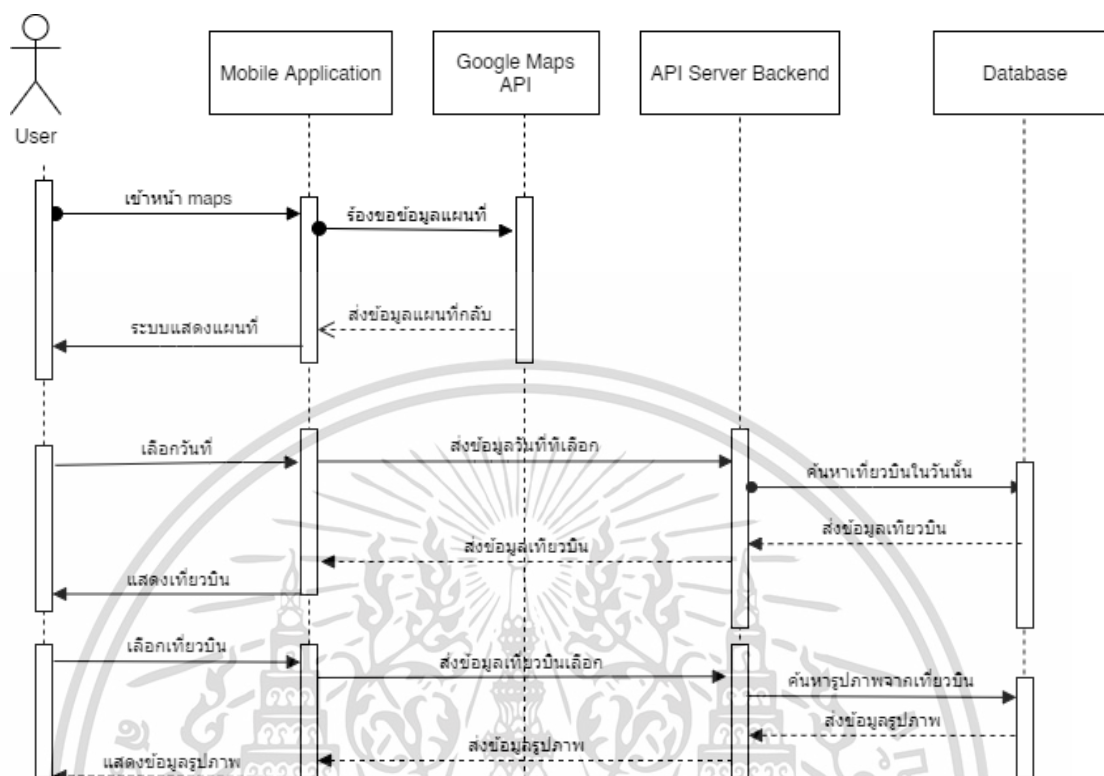 Mobile Application
Google Maps
API
API Server Backend
Database
User
เข้าหน้า maps
ร้องขอข้อมูลแผนที่
ส่งข้อมูลแผนที่กลับ
ระบบแสดงแผนที่
เลือกวันที่
ส่งข้อมูลวันที่ที่เลือก
ค้นหาเที่ยวบินในวันนั้น
ส่งข้อมูลเที่ยวบิน
ส่งข้อมูลเที่ยวบิน
แสดงเที่ยวบิน
เลือกเที่ยวบิน
ส่งข้อมูลเที่ยวบินเลือก
ค้นหารูปภาพจากเที่ยวบิน
ส่งข้อมูลรูปภาพ
ส่งข้อมูลรูปภาพ
แสดงข้อมูลรูปภาพ